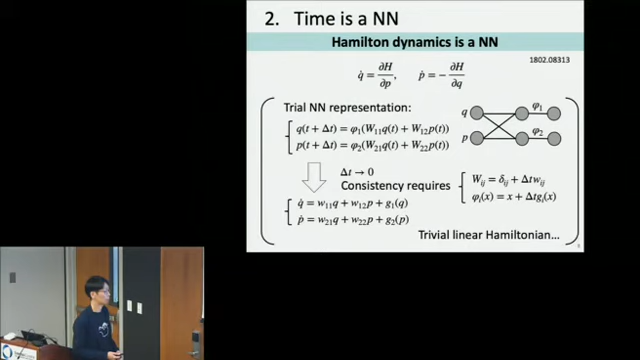 2. Time is a NN
Hamilton dynamics is a NN
1802.08313
q̇ = ∂H/∂p, ṗ = −∂H/∂q
Trial NN representation:
q(t + Δt) = φ₁(W₁₁q(t) + W₁₂p(t))
p(t + Δt) = φ₂(W₂₁q(t) + W₂₂p(t))
q φ₁
p φ₂
Δt → 0
Consistency requires
Wᵢⱼ = δᵢⱼ + Δtwᵢⱼ
φᵢ(x) = x + Δtgᵢ(x)
q̇ = w₁₁q + w₁₂p + g₁(q)
ṗ = w₂₁q + w₂₂p + g₂(p)
Trivial linear Hamiltonian…